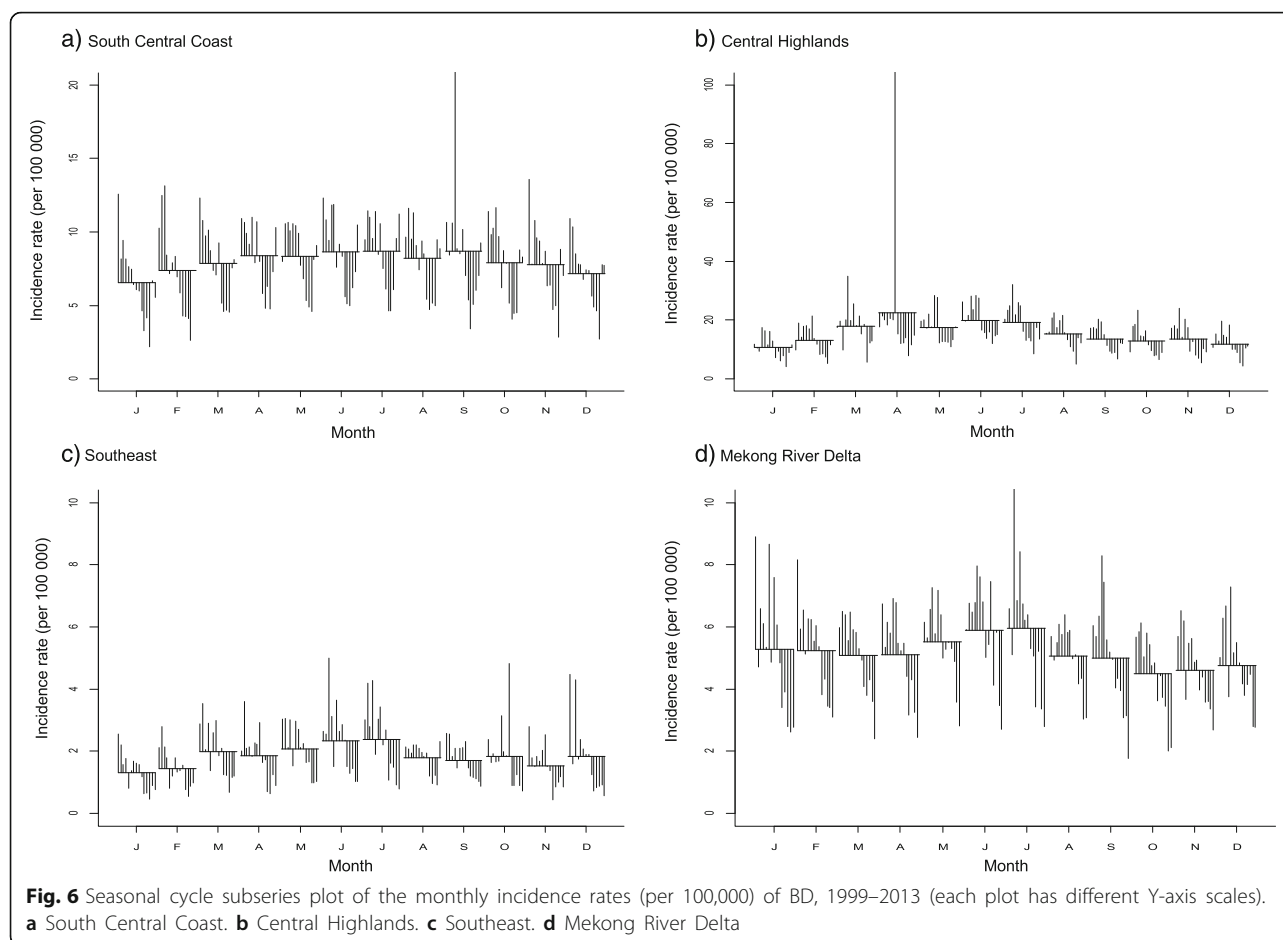 a) South Central Coast
Incidence rate (per 100 000)
20
15
10
5
0
J F M A M J J A S O N D
Month
b) Central Highlands
Incidence rate (per 100 000)
100
80
60
40
20
0
J F M A M J J A S O N D
Month
c) Southeast
Incidence rate (per 100 000)
10
8
6
4
2
0
J F M A M J J A S O N D
Month
d) Mekong River Delta
Incidence rate (per 100 000)
10
8
6
4
2
0
J F M A M J J A S O N D
Month
Fig. 6 Seasonal cycle subseries plot of the monthly incidence rates (per 100,000) of BD, 1999–2013 (each plot has different Y-axis scales).
a South Central Coast. b Central Highlands. c Southeast. d Mekong River Delta